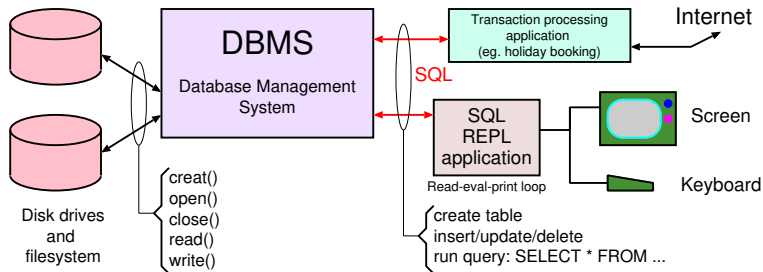 DBMS
Database Management
System
Transaction processing
application
(eg. holiday booking)
Internet
SQL
SQL
REPL
application
Read-eval-print loop
Screen
Keyboard
Disk drives
and
filesystem
creat()
open()
close()
read()
write()
create table
insert/update/delete
run query: SELECT * FROM ...